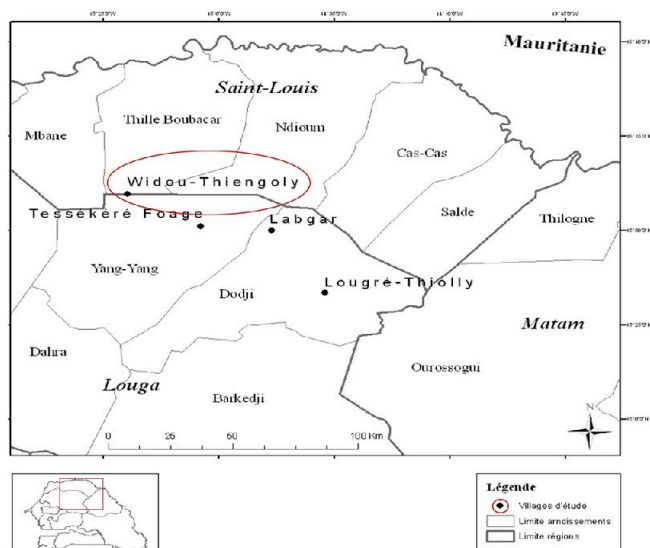 Mauritanie
Saint-Louis
Thille Boubacar
Ndioum
Mbane
Cas-Cas
Widou-Thiengoly
Salde
Thilogne
Tessékéré Foage
Labgar
Yang-Yang
Dodji
Lougré-Thiolly
Matam
Dahra
Ourossogui
Louga
Barkedji
N
0 25 50 100 Km
Légende
Villages d'étude
Limite arrndissements
Limite régions